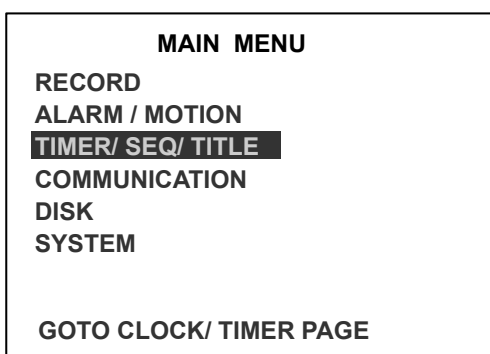 MAIN MENU
RECORD
ALARM / MOTION
TIMER/ SEQ/ TITLE
COMMUNICATION
DISK
SYSTEM
GOTO CLOCK/ TIMER PAGE